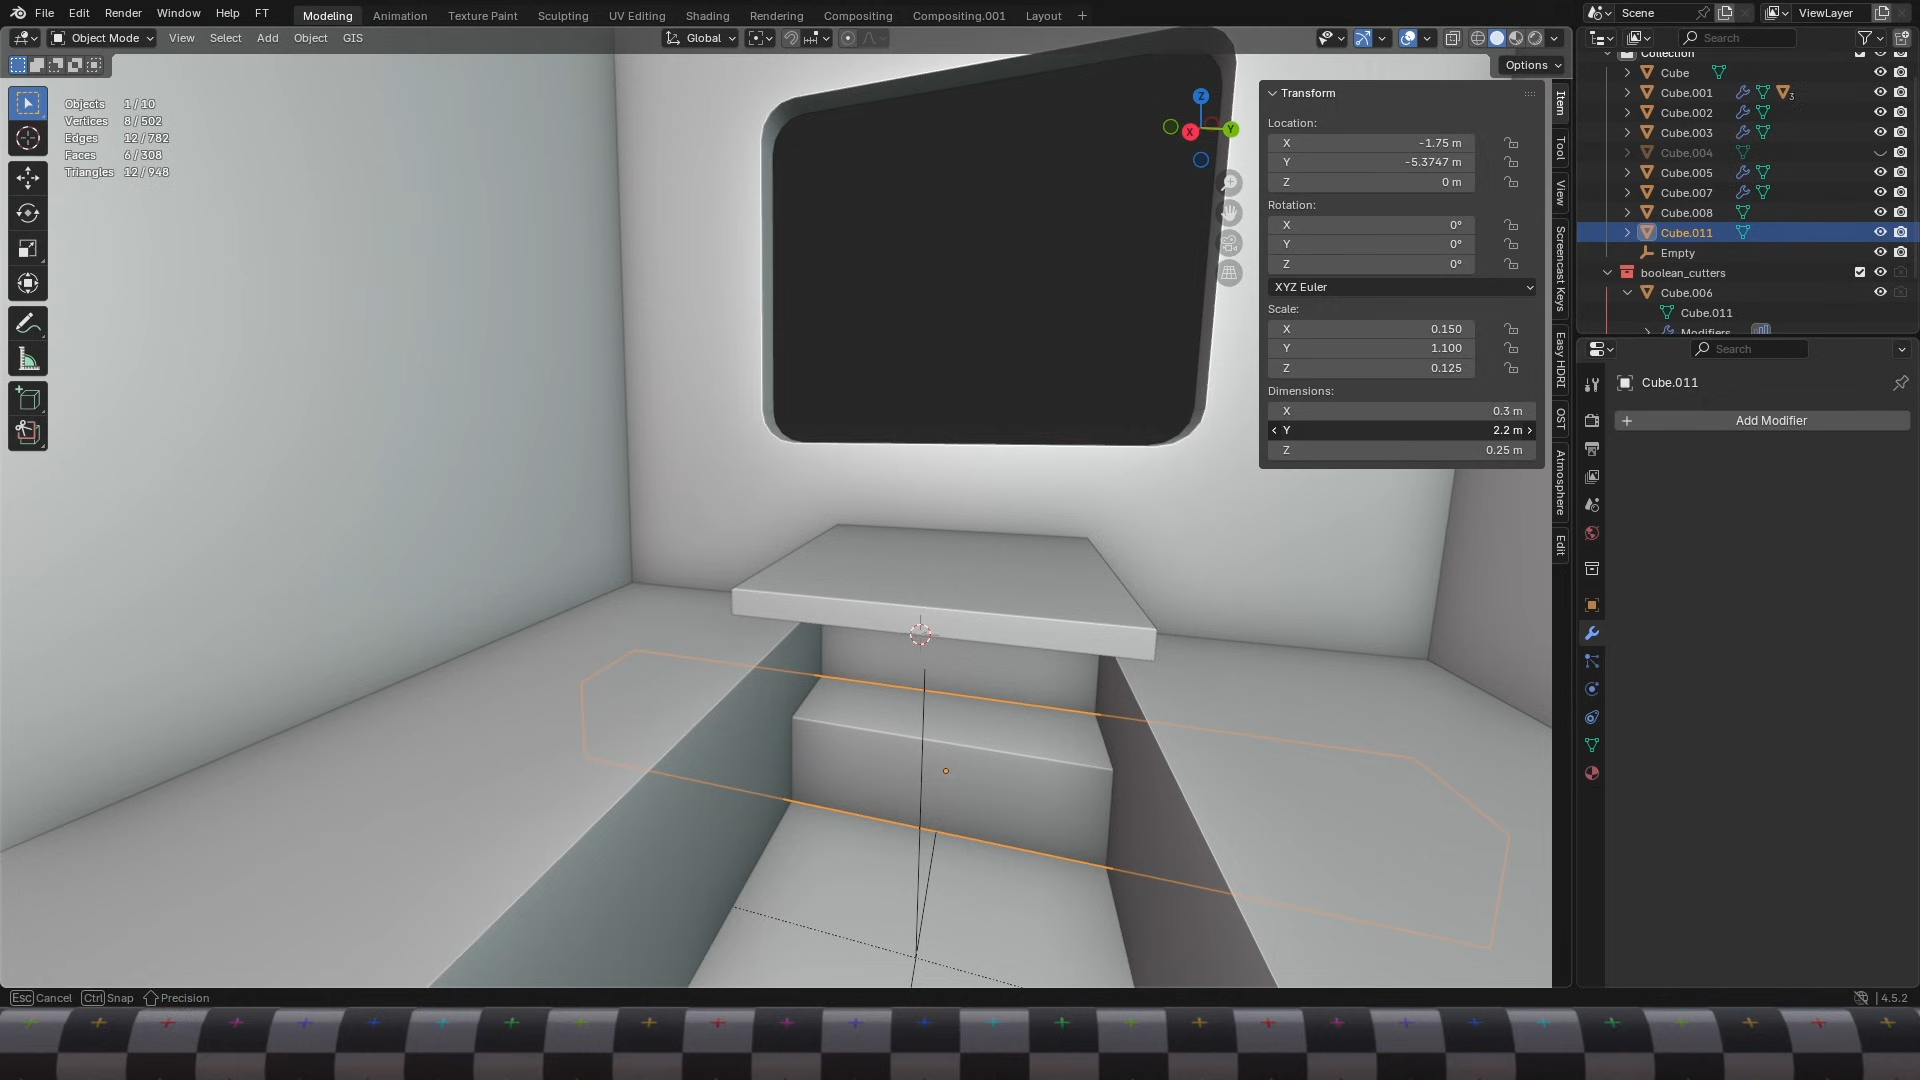 File Edit Render Window Help FT Modeling Animation Texture Paint Sculpting UV Editing Shading Rendering Compositing Compositing.001 Layout + Scene ViewLayer
Object Mode View Select Add Object GIS Global Search
Options
Objects 1 / 10
Vertices 8 / 502
Edges 12 / 782
Faces 6 / 308
Triangles 12 / 948
Z
X
Y
Transform
Location:
X -1.75 m
Y -5.3747 m
Z 0 m
Rotation:
X 0°
Y 0°
Z 0°
XYZ Euler
Scale:
X 0.150
Y 1.100
Z 0.125
Dimensions:
X 0.3 m
Y 2.2 m
Z 0.25 m
Item
Tool
View
Screencast Keys
Easy HDRI
OST
Atmosphere
Edit
Collection
Cube
Cube.001 3
Cube.002
Cube.003
Cube.004
Cube.005
Cube.007
Cube.008
Cube.011
Empty
boolean_cutters
Cube.006
Cube.011
Modifiers
Search
Cube.011
+ Add Modifier
Esc Cancel Ctrl Snap Precision 4.5.2